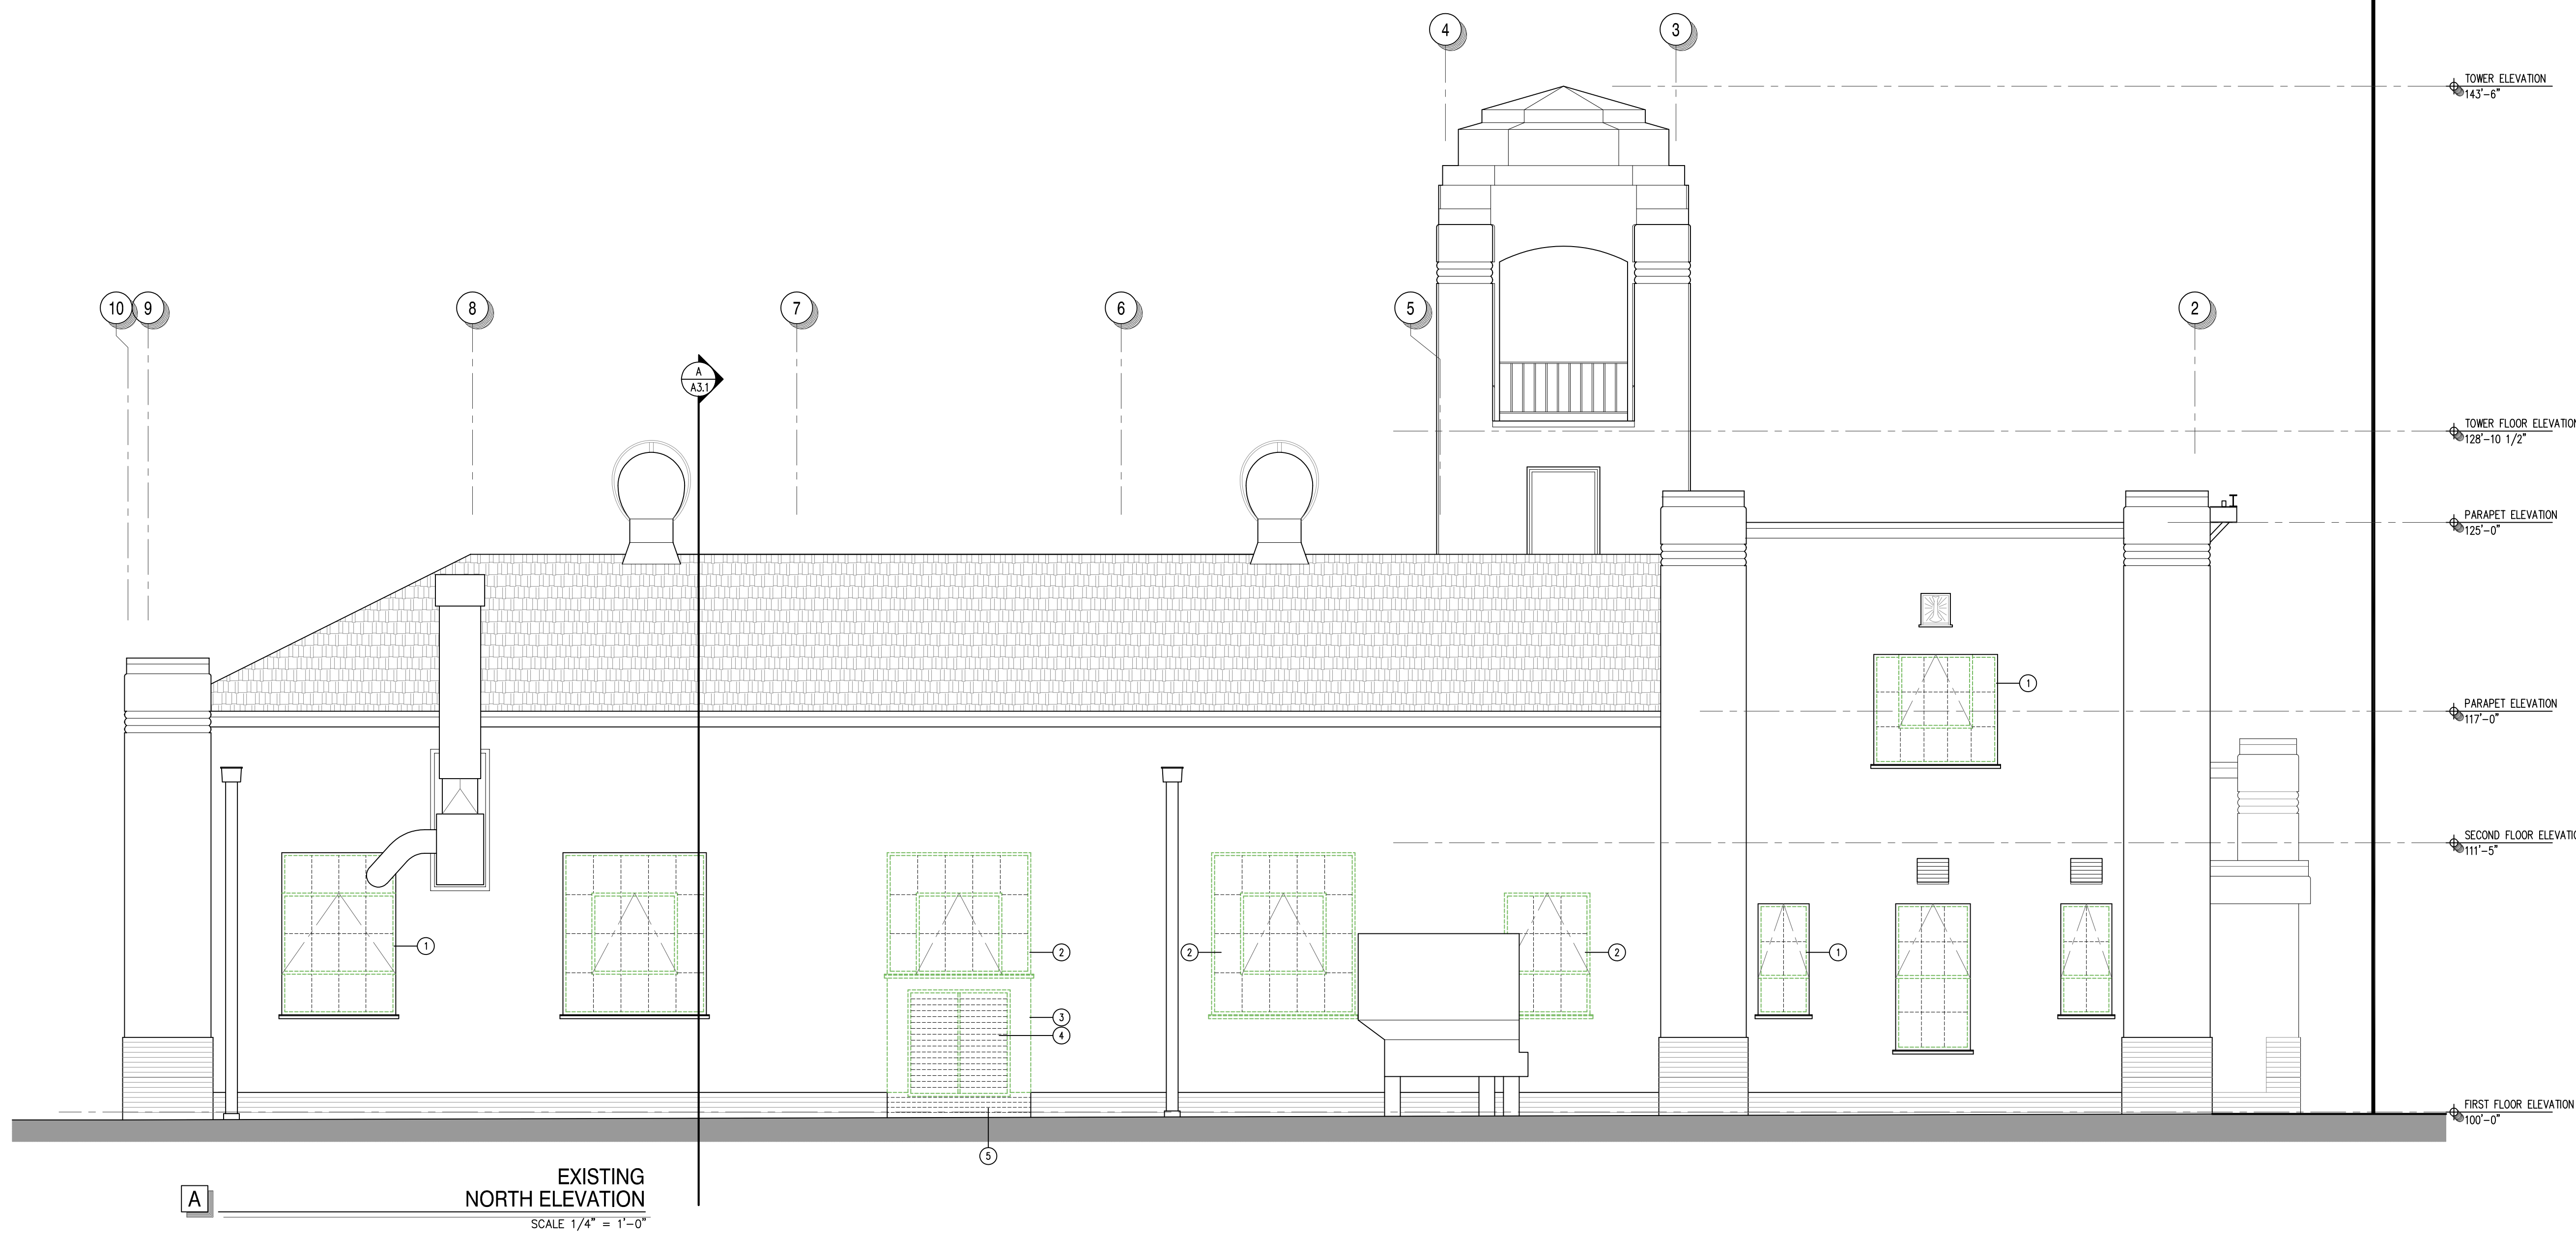 4
3
TOWER ELEVATION
143'-6"
10
9
8
7
6
5
2
A
A3.1
TOWER FLOOR ELEVATION
128'-10 1/2"
PARAPET ELEVATION
125'-0"
1
PARAPET ELEVATION
117'-0"
SECOND FLOOR ELEVATIO
111'-5"
1
2
2
2
1
3
4
FIRST FLOOR ELEVATION
100'-0"
5
EXISTING
A
NORTH ELEVATION
SCALE 1/4" = 1'-0"